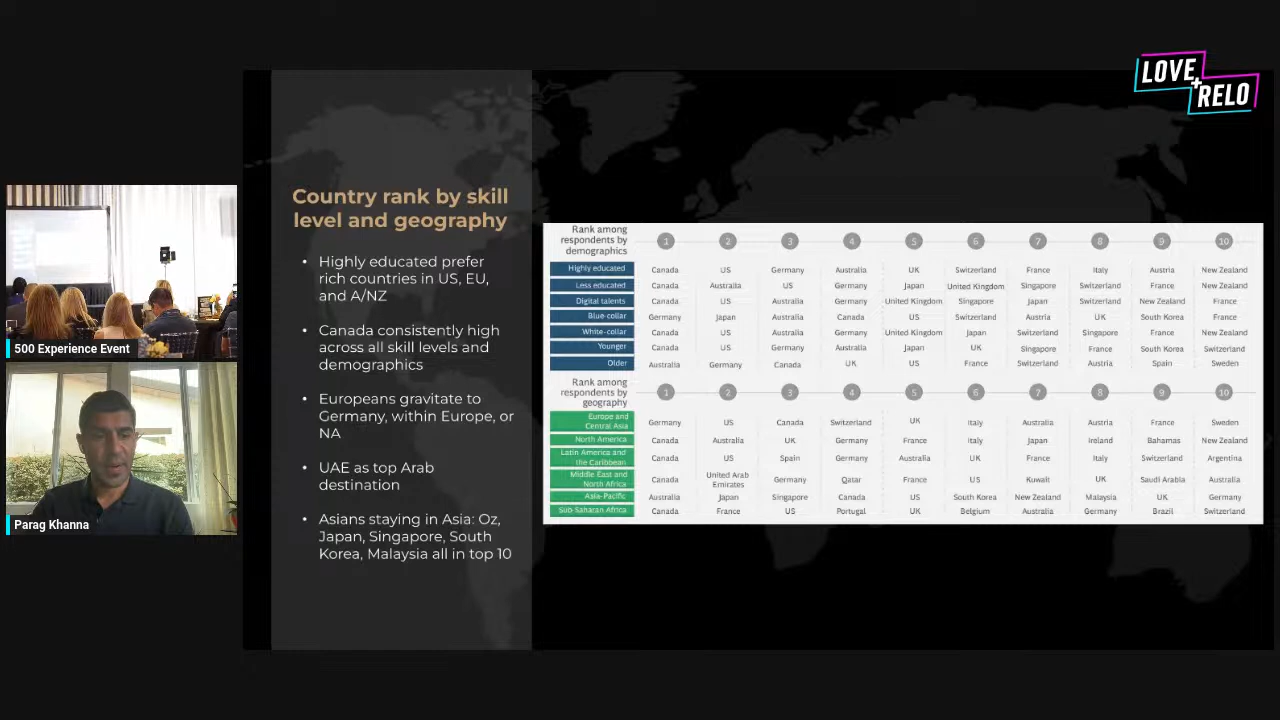 LOVE
+
RELO
500 Experience Event
Parag Khanna
Country rank by skill
level and geography
• Highly educated prefer
rich countries in US, EU,
and A/NZ
• Canada consistently high
across all skill levels and
demographics
• Europeans gravitate to
Germany, within Europe, or
NA
• UAE as top Arab
destination
• Asians staying in Asia: Oz,
Japan, Singapore, South
Korea, Malaysia all in top 10
Rank among
respondents by
demographics
1 2 3 4 5 6 7 8 9 10
Highly educated Canada US Germany Australia UK Switzerland France Italy Austria New Zealand
Less educated Canada Australia US Germany Japan United Kingdom Singapore Switzerland France New Zealand
Digital talents Canada US Australia Germany United Kingdom Singapore Japan Switzerland New Zealand France
Blue-collar Germany Japan Australia Canada US Switzerland Austria UK South Korea France
White-collar Canada US Australia Germany United Kingdom Japan Switzerland Singapore France New Zealand
Younger Canada US Germany Australia Japan UK Singapore France South Korea Switzerland
Older Australia Germany Canada UK US France Switzerland Austria Spain Sweden
Rank among
respondents by
geography
1 2 3 4 5 6 7 8 9 10
Europe and
Central Asia Germany US Canada Switzerland UK Italy Australia Austria France Sweden
North America Canada Australia UK Germany France Italy Japan Ireland Bahamas New Zealand
Latin America and
the Caribbean Canada US Spain Germany Australia UK France Italy Switzerland Argentina
Middle East and
North Africa Canada United Arab
Emirates Germany Qatar France US Kuwait UK Saudi Arabia Australia
Asia-Pacific Australia Japan Singapore Canada US South Korea New Zealand Malaysia UK Germany
Sub-Saharan Africa Canada France US Portugal UK Belgium Australia Germany Brazil Switzerland